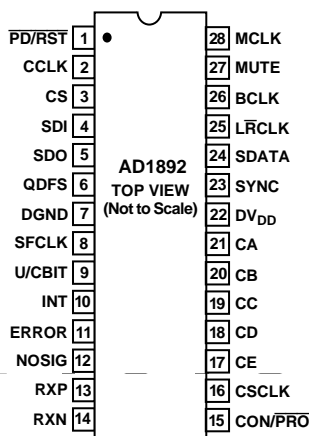 PD/RST 1 28 MCLK
CCLK 2 27 MUTE
CS 3 26 BCLK
SDI 4 25 LRCLK
SDO 5 24 SDATA
AD1892
QDFS 6 23 SYNC
TOP VIEW
DGND 7 22 DVDD
(Not to Scale)
SFCLK 8 21 CA
U/CBIT 9 20 CB
INT 10 19 CC
ERROR 11 18 CD
NOSIG 12 17 CE
RXP 13 16 CSCLK
RXN 14 15 CON/PRO